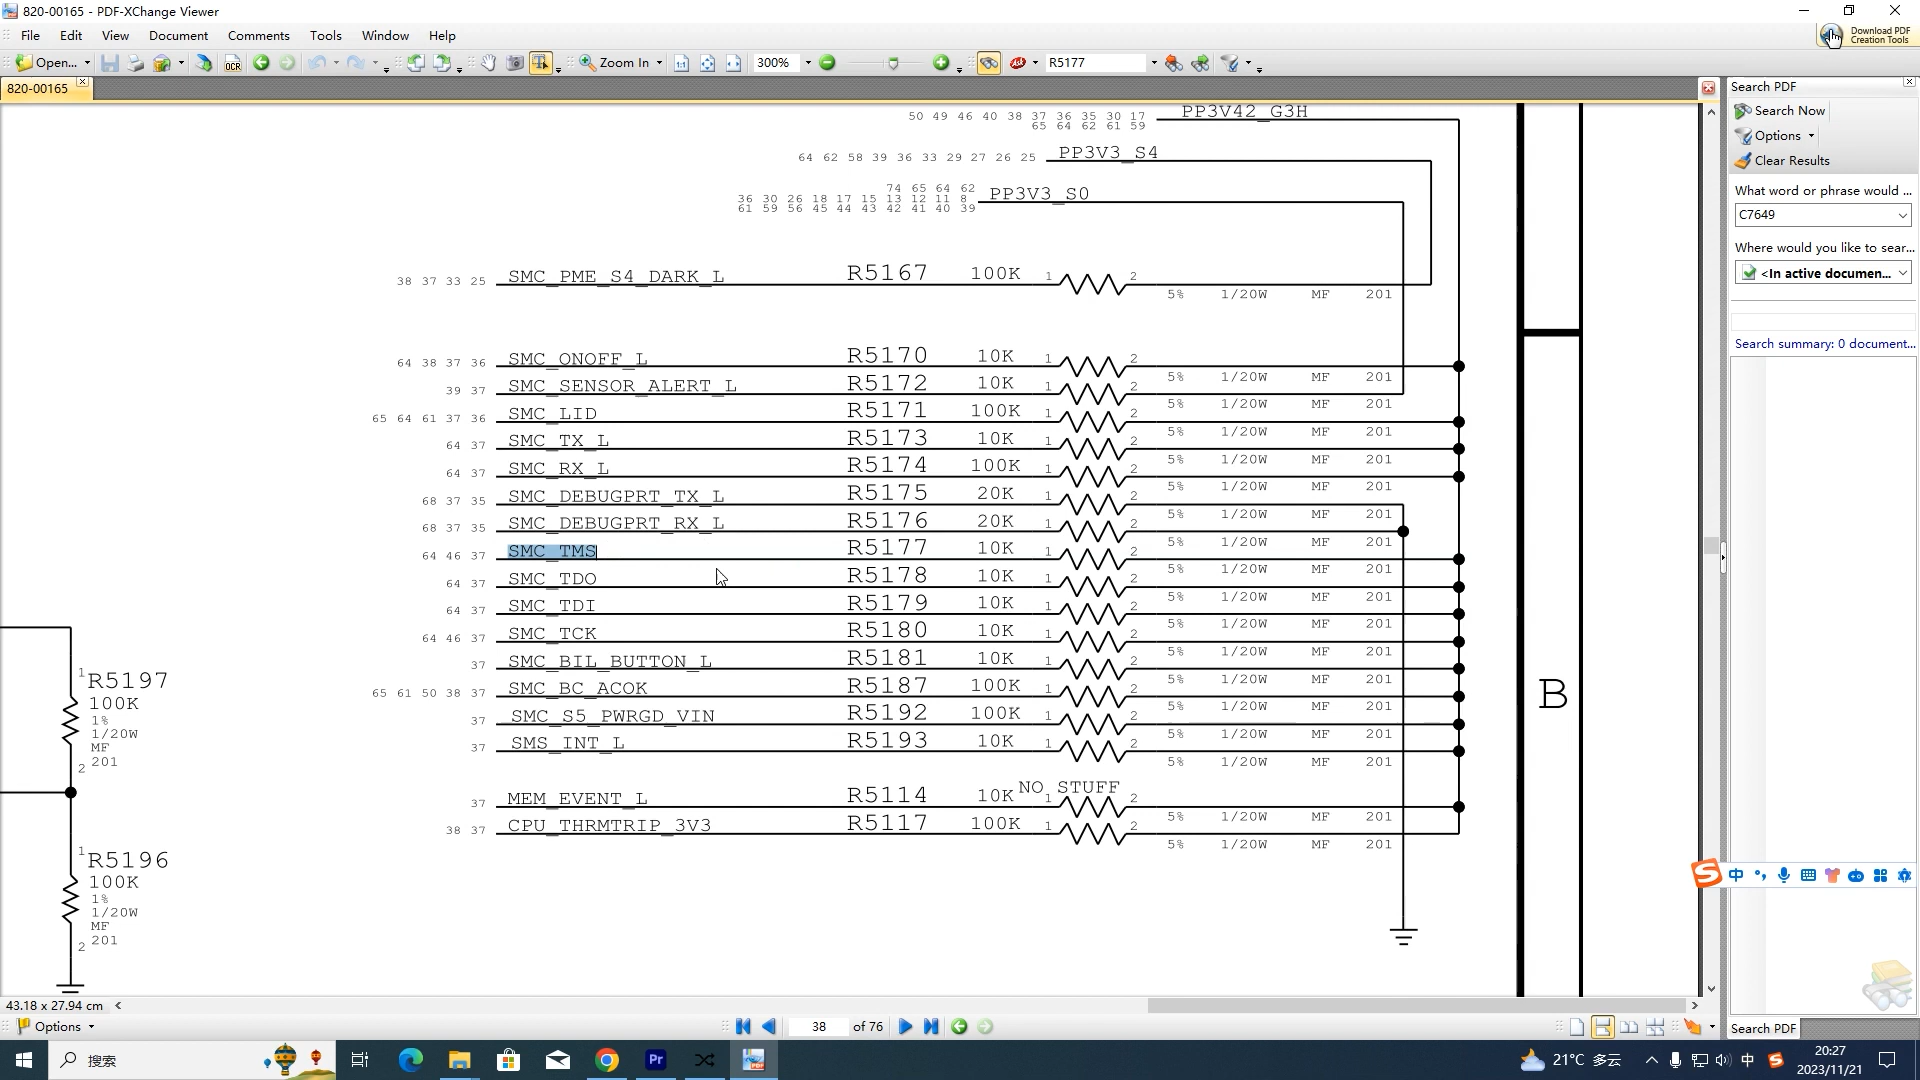 820-00165 - PDF-XChange Viewer
File Edit View Document Comments Tools Window Help
Download PDF
Creation Tools
Open... OCR Zoom In 300% R5177
820-00165
Search PDF
Search Now
Options
Clear Results
What word or phrase would ...
C7649
Where would you like to sear...
<In active documen...
Search summary: 0 document...
50 49 46 40 38 37 36 35 30 17 PP3V42_G3H
65 64 62 61 59
64 62 58 39 36 33 29 27 26 25 PP3V3_S4
74 65 64 62 PP3V3_S0
36 30 26 18 17 15 13 12 11 8
61 59 56 45 44 43 42 41 40 39
38 37 33 25 SMC_PME_S4_DARK_L R5167 100K 1 2
5% 1/20W MF 201
64 38 37 36 SMC_ONOFF_L R5170 10K 1 2
5% 1/20W MF 201
39 37 SMC_SENSOR_ALERT_L R5172 10K 1 2
5% 1/20W MF 201
65 64 61 37 36 SMC_LID R5171 100K 1 2
5% 1/20W MF 201
64 37 SMC_TX_L R5173 10K 1 2
5% 1/20W MF 201
64 37 SMC_RX_L R5174 100K 1 2
5% 1/20W MF 201
68 37 35 SMC_DEBUGPRT_TX_L R5175 20K 1 2
5% 1/20W MF 201
68 37 35 SMC_DEBUGPRT_RX_L R5176 20K 1 2
5% 1/20W MF 201
64 46 37 SMC_TMS R5177 10K 1 2
5% 1/20W MF 201
64 37 SMC_TDO R5178 10K 1 2
5% 1/20W MF 201
64 37 SMC_TDI R5179 10K 1 2
5% 1/20W MF 201
64 46 37 SMC_TCK R5180 10K 1 2
5% 1/20W MF 201
37 SMC_BIL_BUTTON_L R5181 10K 1 2
5% 1/20W MF 201
65 61 50 38 37 SMC_BC_ACOK R5187 100K 1 2
5% 1/20W MF 201
37 SMC_S5_PWRGD_VIN R5192 100K 1 2
5% 1/20W MF 201
37 SMS_INT_L R5193 10K 1 2
5% 1/20W MF 201
NO STUFF
37 MEM_EVENT_L R5114 10K 1 2
5% 1/20W MF 201
38 37 CPU_THRMTRIP_3V3 R5117 100K 1 2
5% 1/20W MF 201
1
R5197
100K
1%
1/20W
MF
201
2
1
R5196
100K
1%
1/20W
MF
201
2
B
中
43.18 x 27.94 cm
Options 38 of 76 Search PDF
搜索 Pr 21°C 多云 中 20:27
2023/11/21